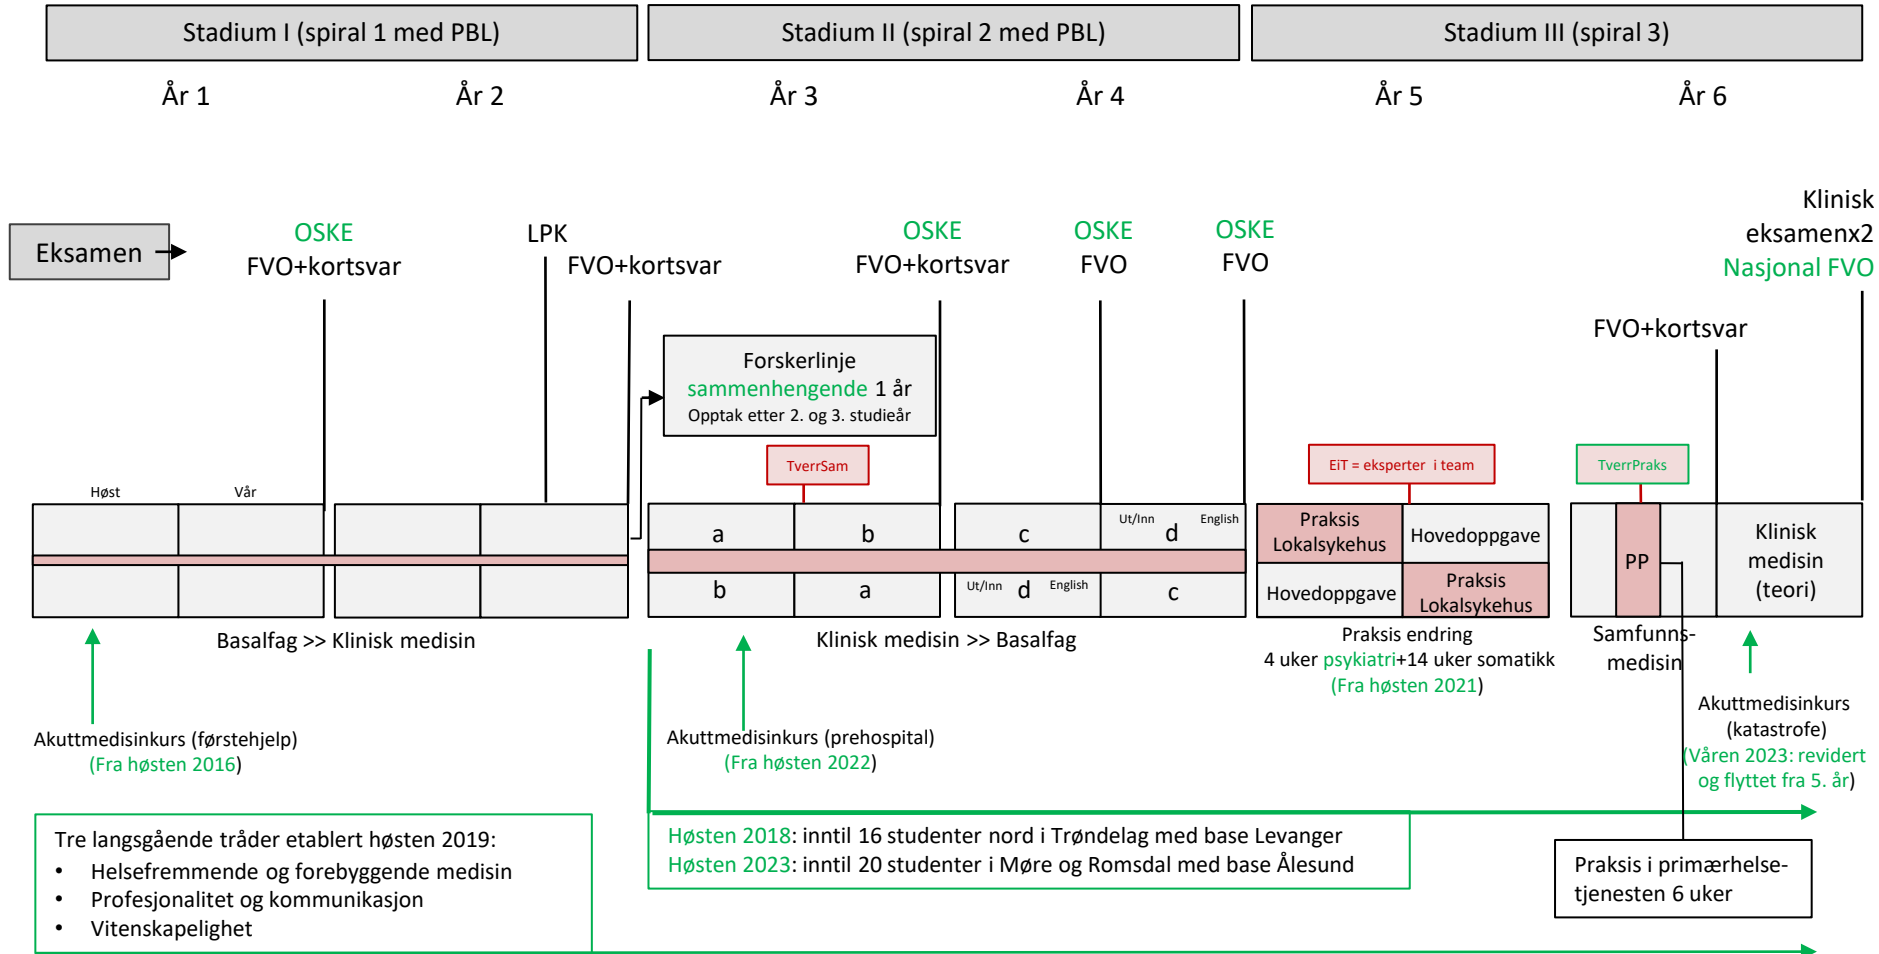 Stadium I (spiral 1 med PBL)
Stadium II (spiral 2 med PBL)
Stadium III (spiral 3)
År 1
År 2
År 3
År 4
År 5
År 6
Eksamen
OSKE
FVO+kortsvar
LPK
FVO+kortsvar
OSKE
FVO+kortsvar
OSKE
FVO
OSKE
FVO
FVO+kortsvar
Klinisk
eksamenx2
Nasjonal FVO
Forskerlinje
sammenhengende 1 år
Opptak etter 2. og 3. studieår
TverrSam
EiT = eksperter i team
TverrPraks
Høst
Vår
a
b
c
Ut/Inn d English
b
a
Ut/Inn d English
c
Praksis
Lokalsykehus
Hovedoppgave
Hovedoppgave
Praksis
Lokalsykehus
PP
Klinisk
medisin
(teori)
Basalfag >> Klinisk medisin
Klinisk medisin >> Basalfag
Praksis endring
4 uker psykiatri+14 uker somatikk
(Fra høsten 2021)
Samfunns-
medisin
Akuttmedisinkurs (førstehjelp)
(Fra høsten 2016)
Akuttmedisinkurs (prehospital)
(Fra høsten 2022)
Akuttmedisinkurs
(katastrofe)
(Våren 2023: revidert
og flyttet fra 5. år)
Tre langsgående tråder etablert høsten 2019:
• Helsefremmende og forebyggende medisin
• Profesjonalitet og kommunikasjon
• Vitenskapelighet
Høsten 2018: inntil 16 studenter nord i Trøndelag med base Levanger
Høsten 2023: inntil 20 studenter i Møre og Romsdal med base Ålesund
Praksis i primærhelse-
tjenesten 6 uker